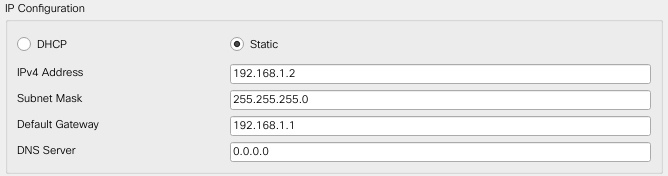 IP Configuration
DHCP Static
IPv4 Address 192.168.1.2
Subnet Mask 255.255.255.0
Default Gateway 192.168.1.1
DNS Server 0.0.0.0